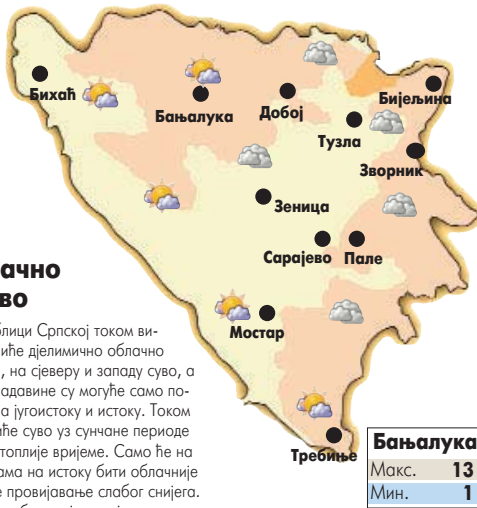 Бихаћ
Бањалука
Добој
Бијељина
Тузла
Зворник
Зеница
Сарајево
Пале
Мостар
Требиње
ачно
во
блици Српској током ви-
иће дјелимично облачно
, на сјеверу и западу суво, а
адавине су могуће само по-
а југоистоку и истоку. Током
иће суво уз сунчане периоде
топлије вријеме. Само ће на
ама на истоку бити облачније
е провијавање слабог снијега.
Бањалука
Макс. 13
Мин. 1